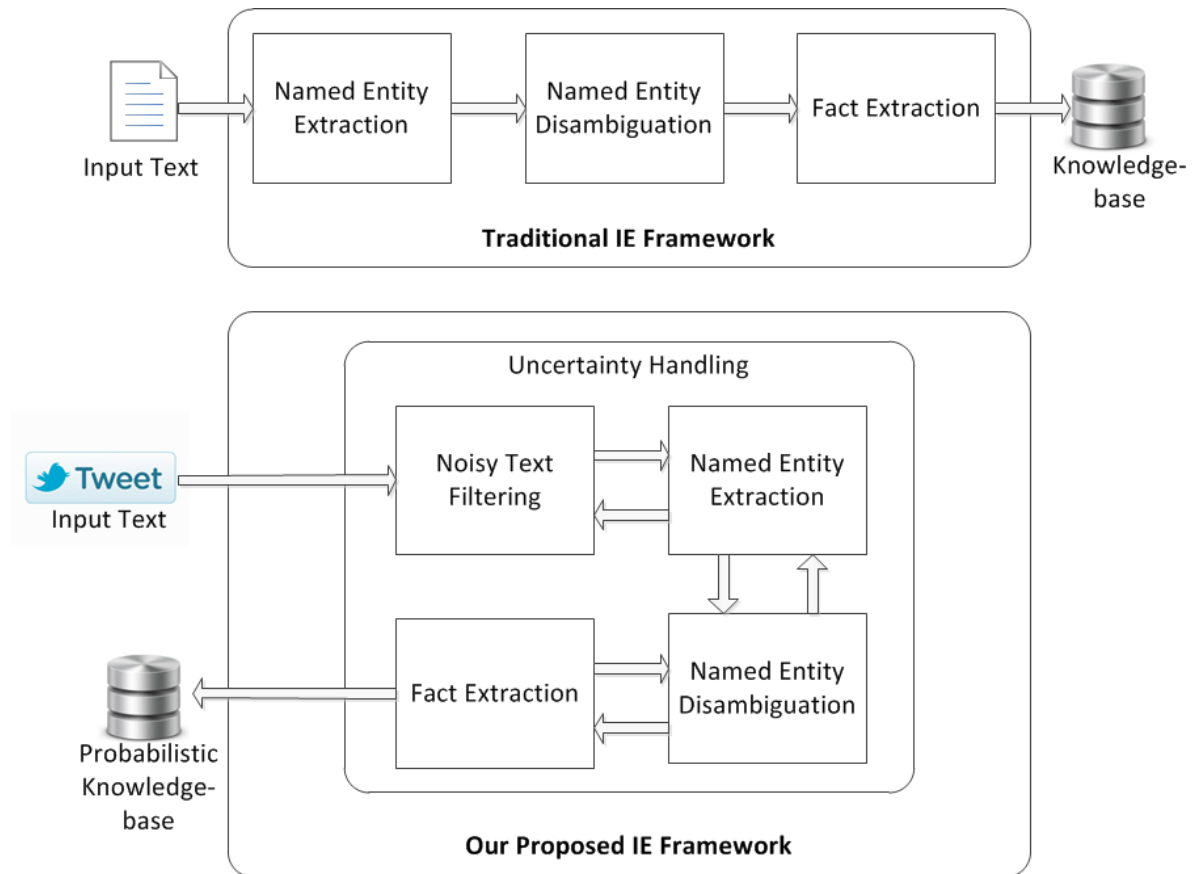 Named Entity
Extraction
Named Entity
Disambiguation
Fact Extraction
Input Text
Knowledge-
base
Traditional IE Framework
Uncertainty Handling
Tweet
Input Text
Noisy Text
Filtering
Named Entity
Extraction
Fact Extraction
Named Entity
Disambiguation
Probabilistic
Knowledge-
base
Our Proposed IE Framework